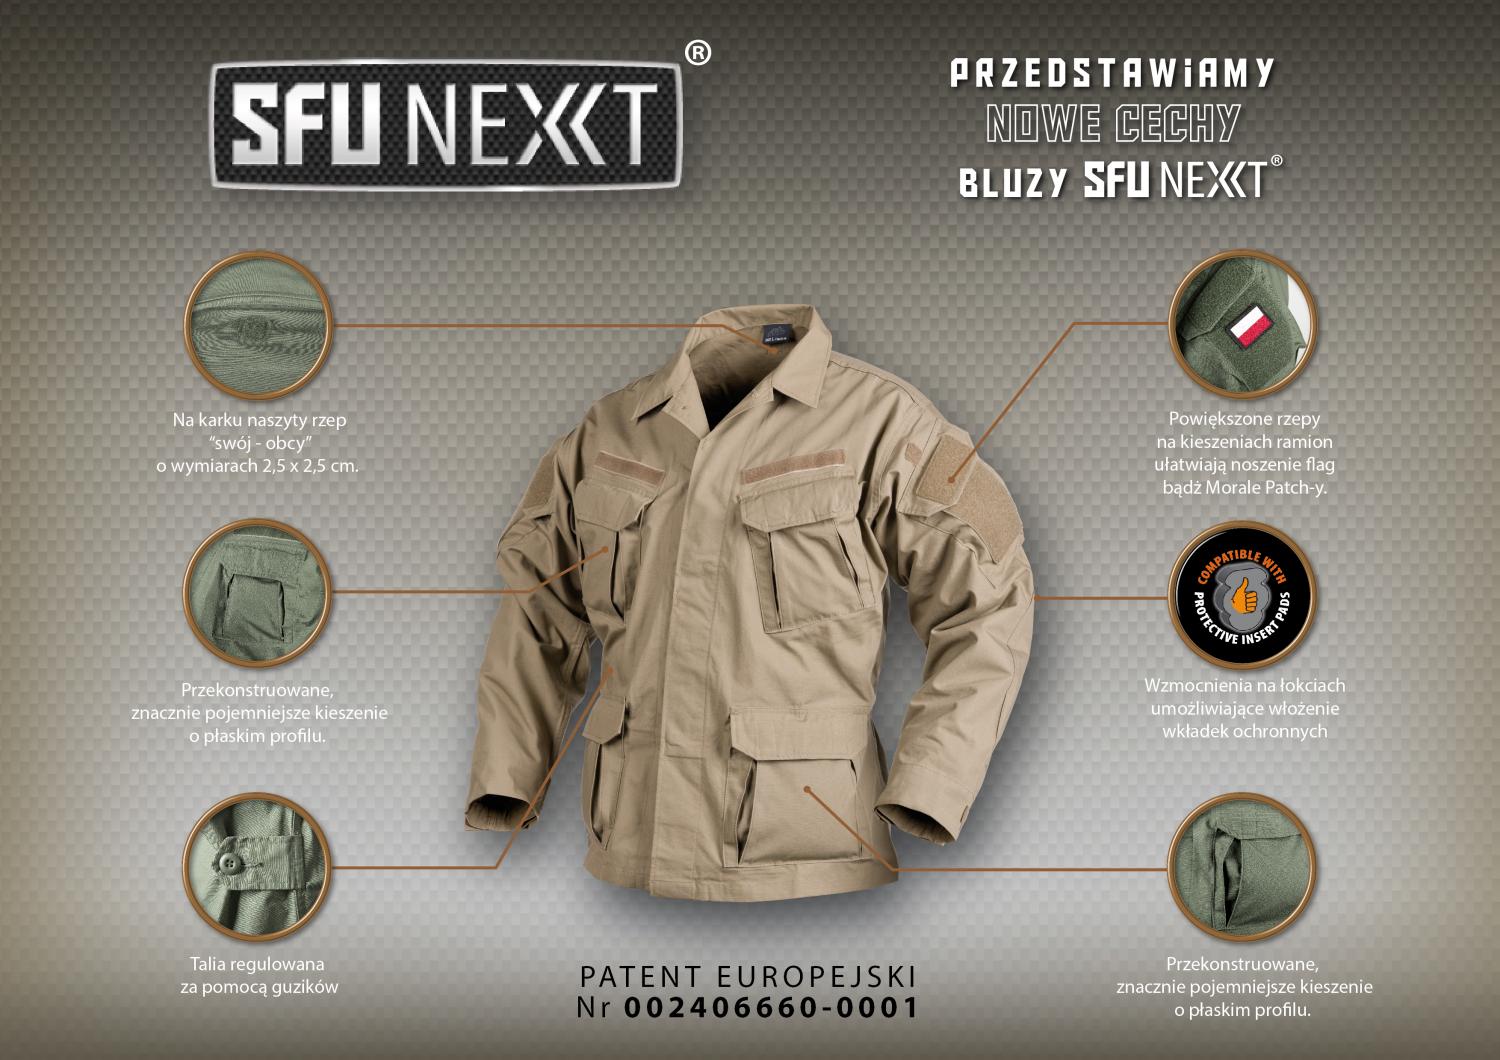 SFU NEXT®
PRZEDSTAWiAMY
NOWE CECHY
BLUZY SFU NEXT®
Na karku naszyty rzep
“swój - obcy”
o wymiarach 2,5 x 2,5 cm.
Powiększone rzepy
na kieszeniach ramion
ułatwiają noszenie flag
bądź Morale Patch-y.
Przekonstruowane,
znacznie pojemniejsze kieszenie
o płaskim profilu.
COMPATIBLE WITH
PROTECTIVE INSERT PADS
Wzmocnienia na łokciach
umożliwiające włożenie
wkładek ochronnych
Talia regulowana
za pomocą guzików
Przekonstruowane,
znacznie pojemniejsze kieszenie
o płaskim profilu.
PATENT EUROPEJSKI
Nr 002406660-0001